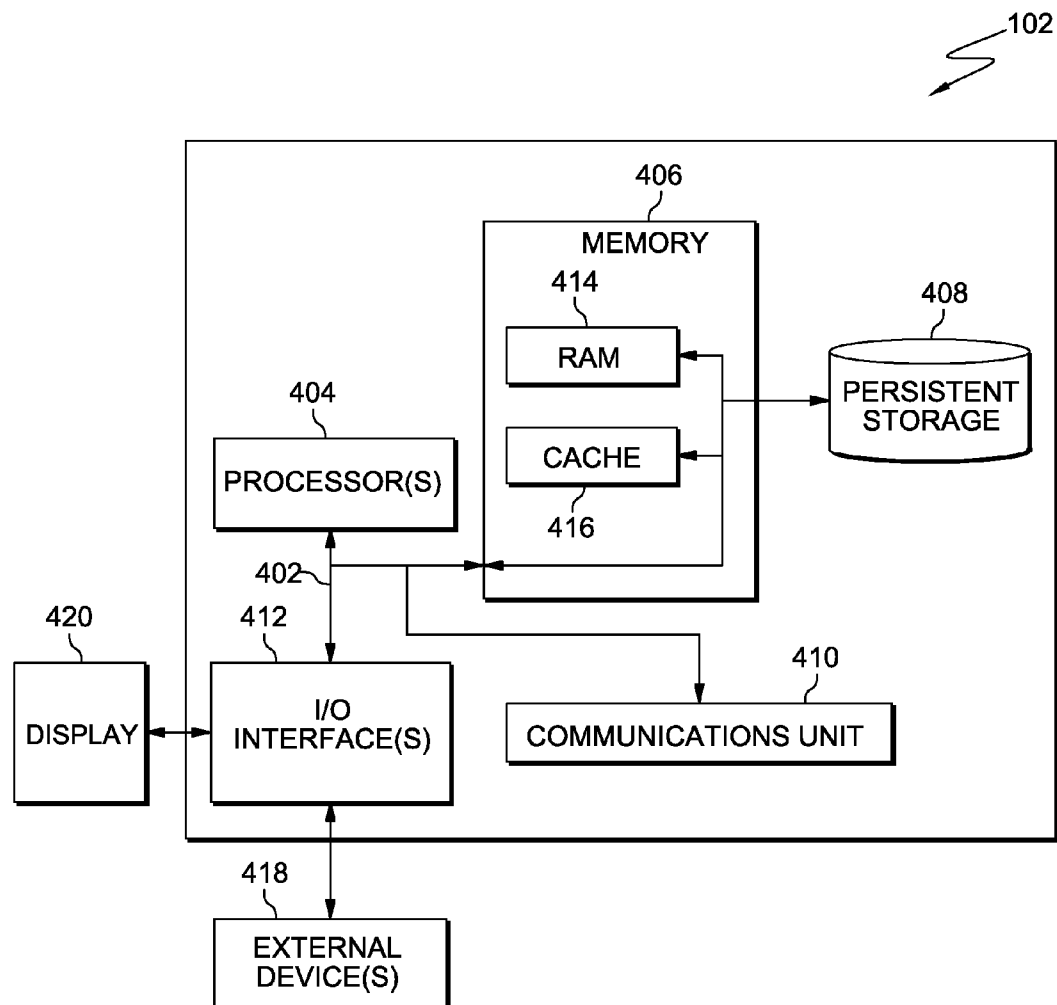 102
406
MEMORY
414
RAM
408
PERSISTENT
STORAGE
404
PROCESSOR(S)
CACHE
416
402
420
412
DISPLAY
I/O
INTERFACE(S)
410
COMMUNICATIONS UNIT
418
EXTERNAL
DEVICE(S)